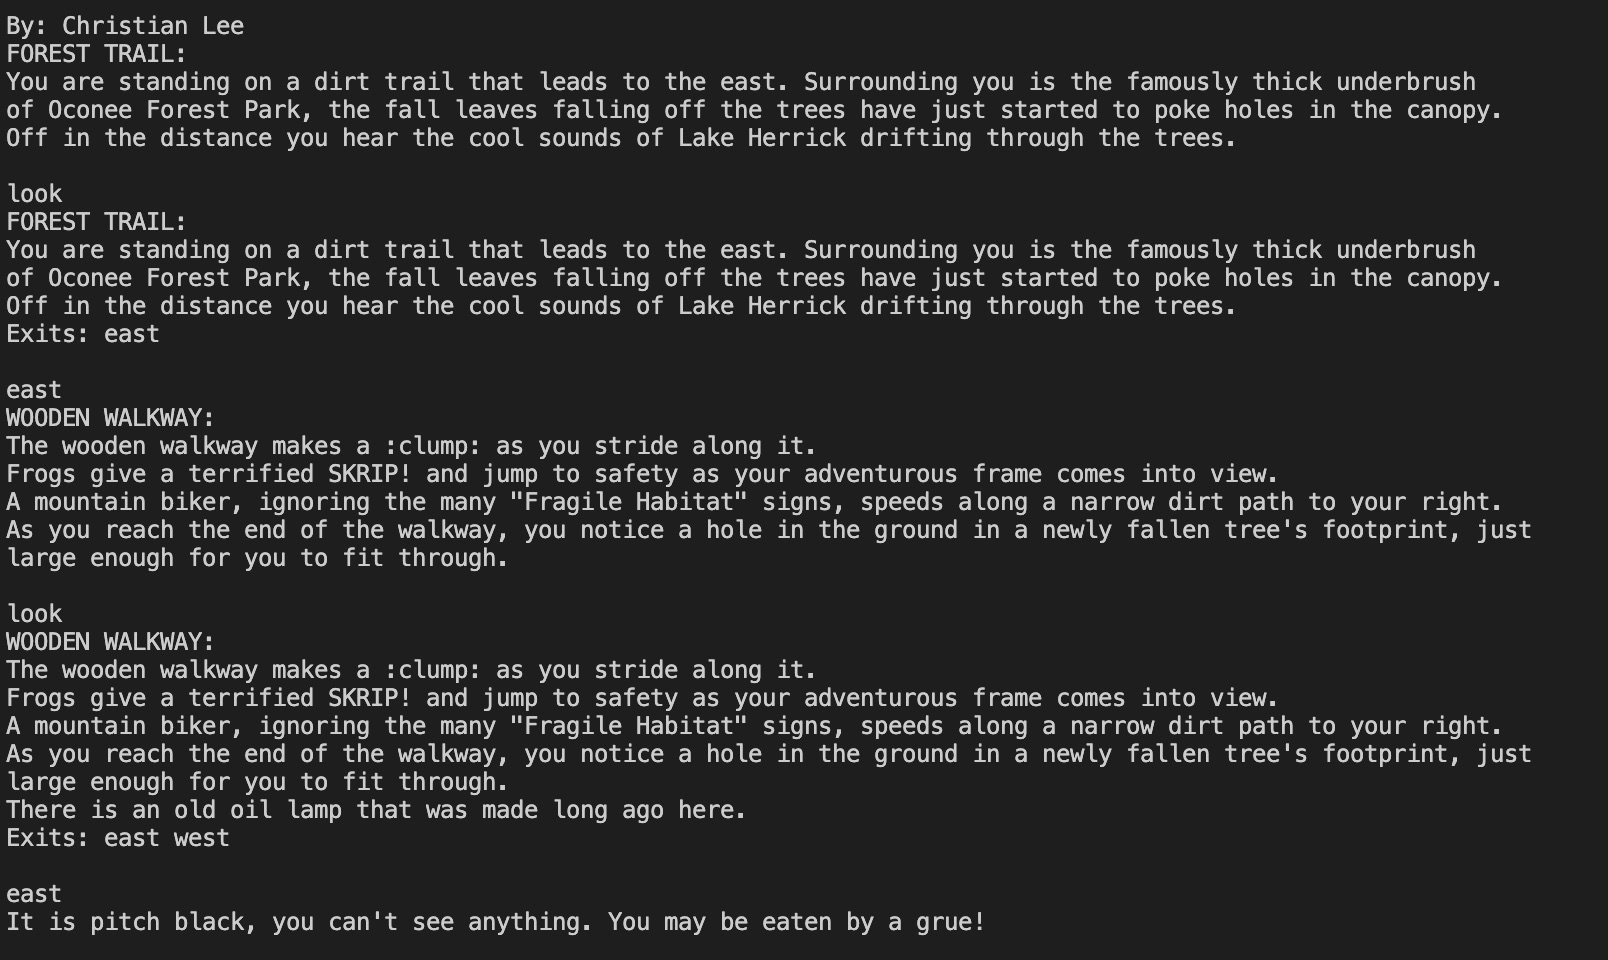 By: Christian Lee
FOREST TRAIL:
You are standing on a dirt trail that leads to the east. Surrounding you is the famously thick underbrush
of Oconee Forest Park, the fall leaves falling off the trees have just started to poke holes in the canopy.
Off in the distance you hear the cool sounds of Lake Herrick drifting through the trees.

look
FOREST TRAIL:
You are standing on a dirt trail that leads to the east. Surrounding you is the famously thick underbrush
of Oconee Forest Park, the fall leaves falling off the trees have just started to poke holes in the canopy.
Off in the distance you hear the cool sounds of Lake Herrick drifting through the trees.
Exits: east

east
WOODEN WALKWAY:
The wooden walkway makes a :clump: as you stride along it.
Frogs give a terrified SKRIP! and jump to safety as your adventurous frame comes into view.
A mountain biker, ignoring the many "Fragile Habitat" signs, speeds along a narrow dirt path to your right.
As you reach the end of the walkway, you notice a hole in the ground in a newly fallen tree's footprint, just
large enough for you to fit through.

look
WOODEN WALKWAY:
The wooden walkway makes a :clump: as you stride along it.
Frogs give a terrified SKRIP! and jump to safety as your adventurous frame comes into view.
A mountain biker, ignoring the many "Fragile Habitat" signs, speeds along a narrow dirt path to your right.
As you reach the end of the walkway, you notice a hole in the ground in a newly fallen tree's footprint, just
large enough for you to fit through.
There is an old oil lamp that was made long ago here.
Exits: east west

east
It is pitch black, you can't see anything. You may be eaten by a grue!